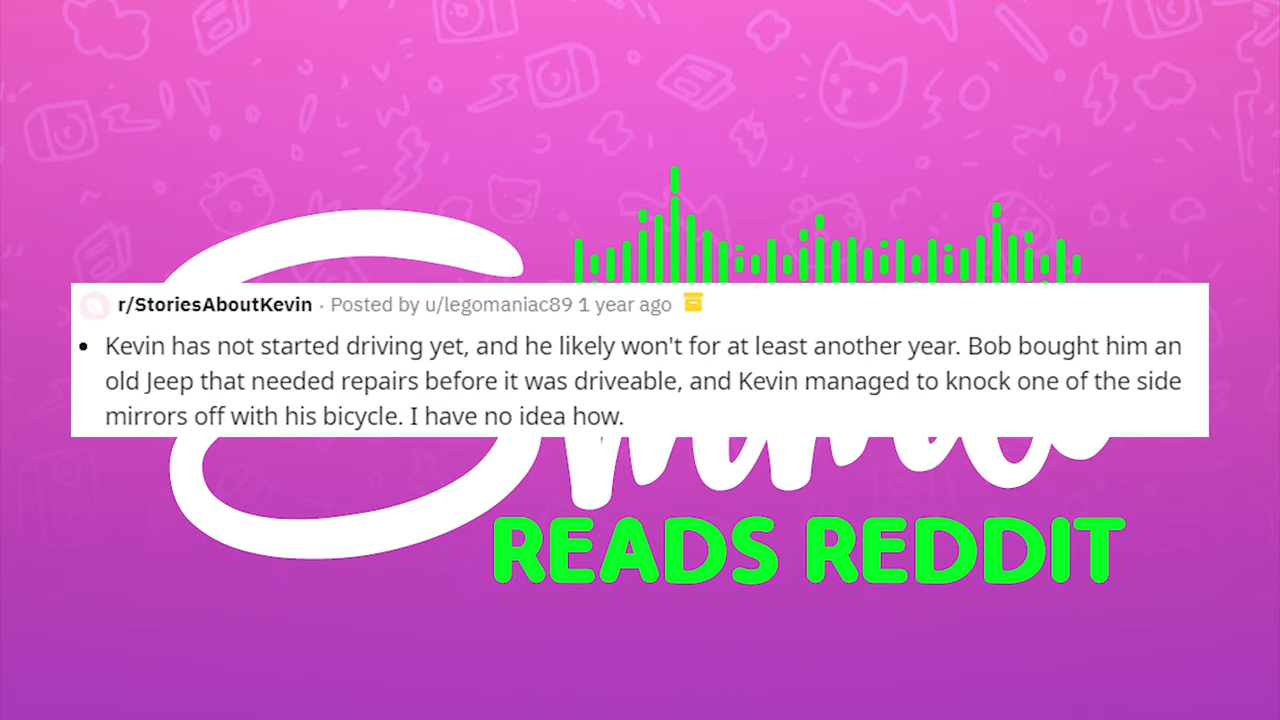 r/StoriesAboutKevin · Posted by u/legomaniac89 1 year ago
• Kevin has not started driving yet, and he likely won't for at least another year. Bob bought him an
old Jeep that needed repairs before it was driveable, and Kevin managed to knock one of the side
mirrors off with his bicycle. I have no idea how.
READS REDDIT